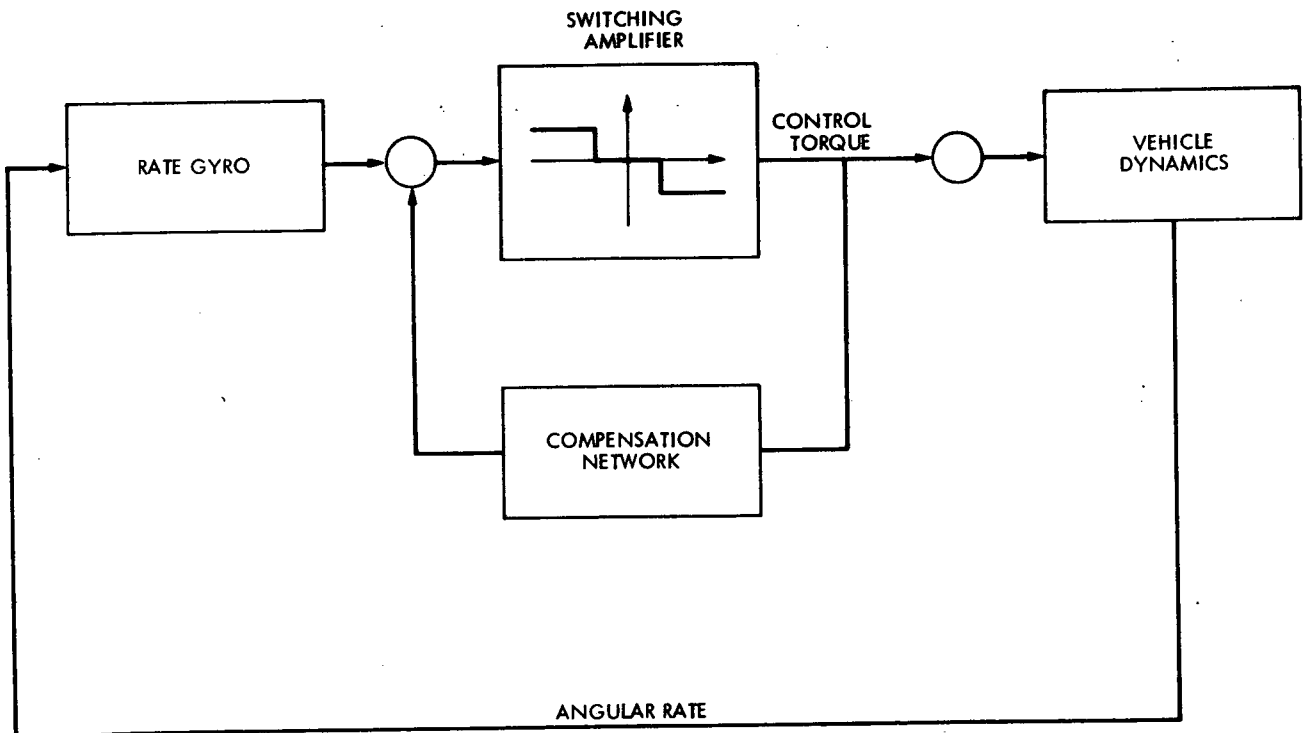 SWITCHING
AMPLIFIER
RATE GYRO
CONTROL
TORQUE
VEHICLE
DYNAMICS
COMPENSATION
NETWORK
ANGULAR RATE